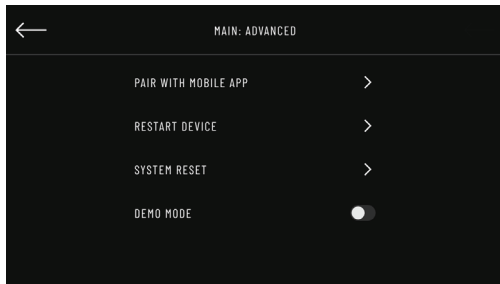 MAIN: ADVANCED
PAIR WITH MOBILE APP
RESTART DEVICE
SYSTEM RESET
DEMO MODE